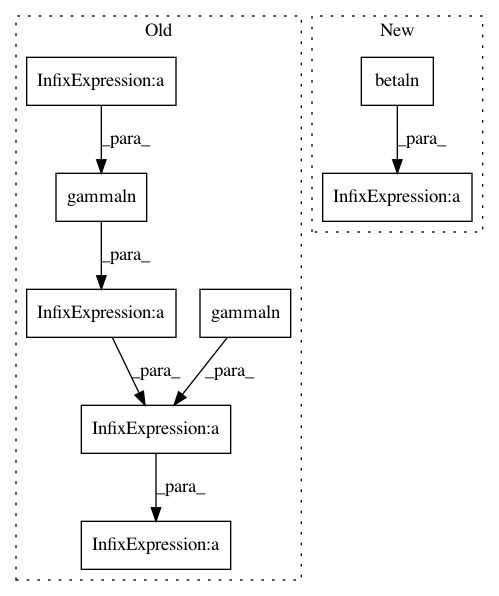 Old
New
InfixExpression:a
betaln
_para_
_para_
gammaln
InfixExpression:a
_para_
InfixExpression:a
gammaln
_para_
_para_
InfixExpression:a
_para_
InfixExpression:a